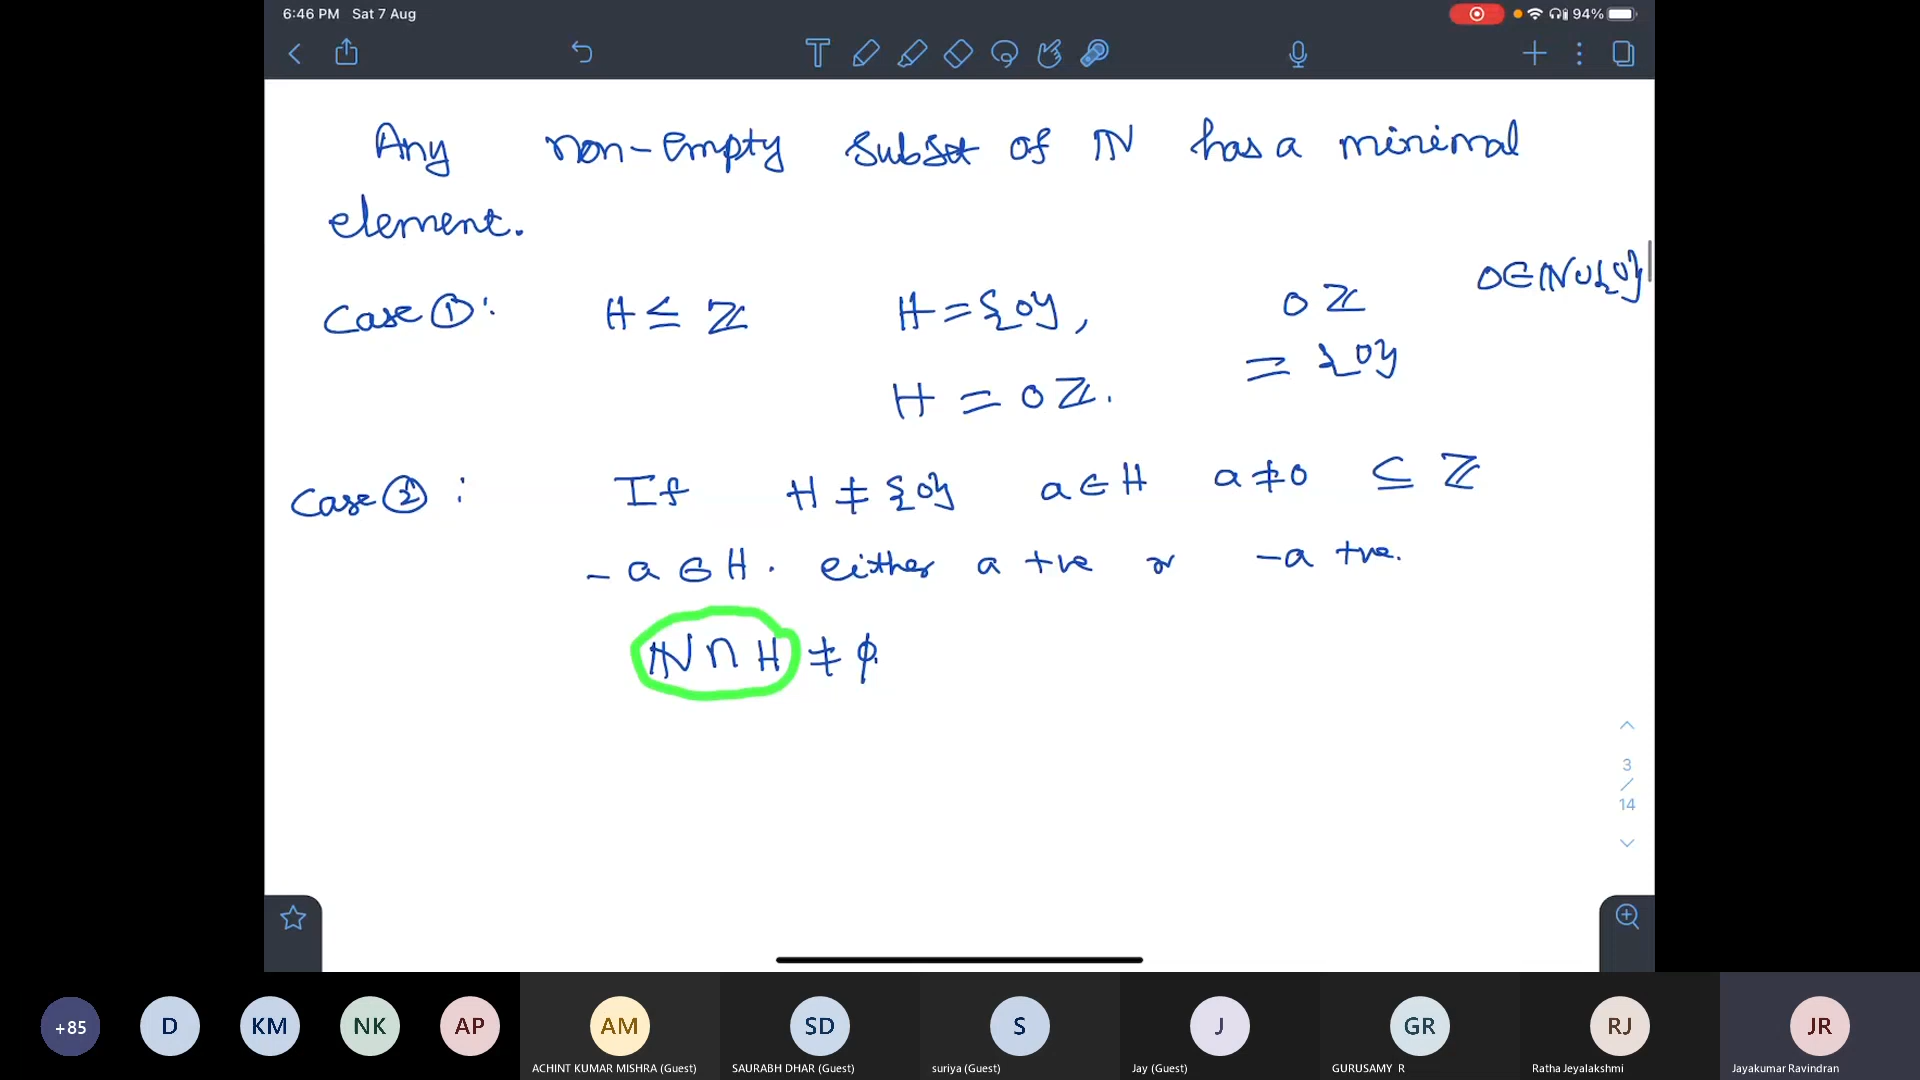 6:46 PM Sat 7 Aug
94%
Any non-empty subset of ℕ has a minimal
element.
0∈ℕ∪{0}
Case ①: H ≤ ℤ H = {0}, 0ℤ
= {0}
H = 0ℤ.
Case ②: If H ≠ {0} a∈H a≠0 ⊆ ℤ
-a∈H. either a +ve or -a +ve.
ℕ∩H ≠ ϕ.
3
/
14
+85 D KM NK AP AM SD S J GR RJ JR
ACHINT KUMAR MISHRA (Guest) SAURABH DHAR (Guest) suriya (Guest) Jay (Guest) GURUSAMY R Ratha Jeyalakshmi Jayakumar Ravindran